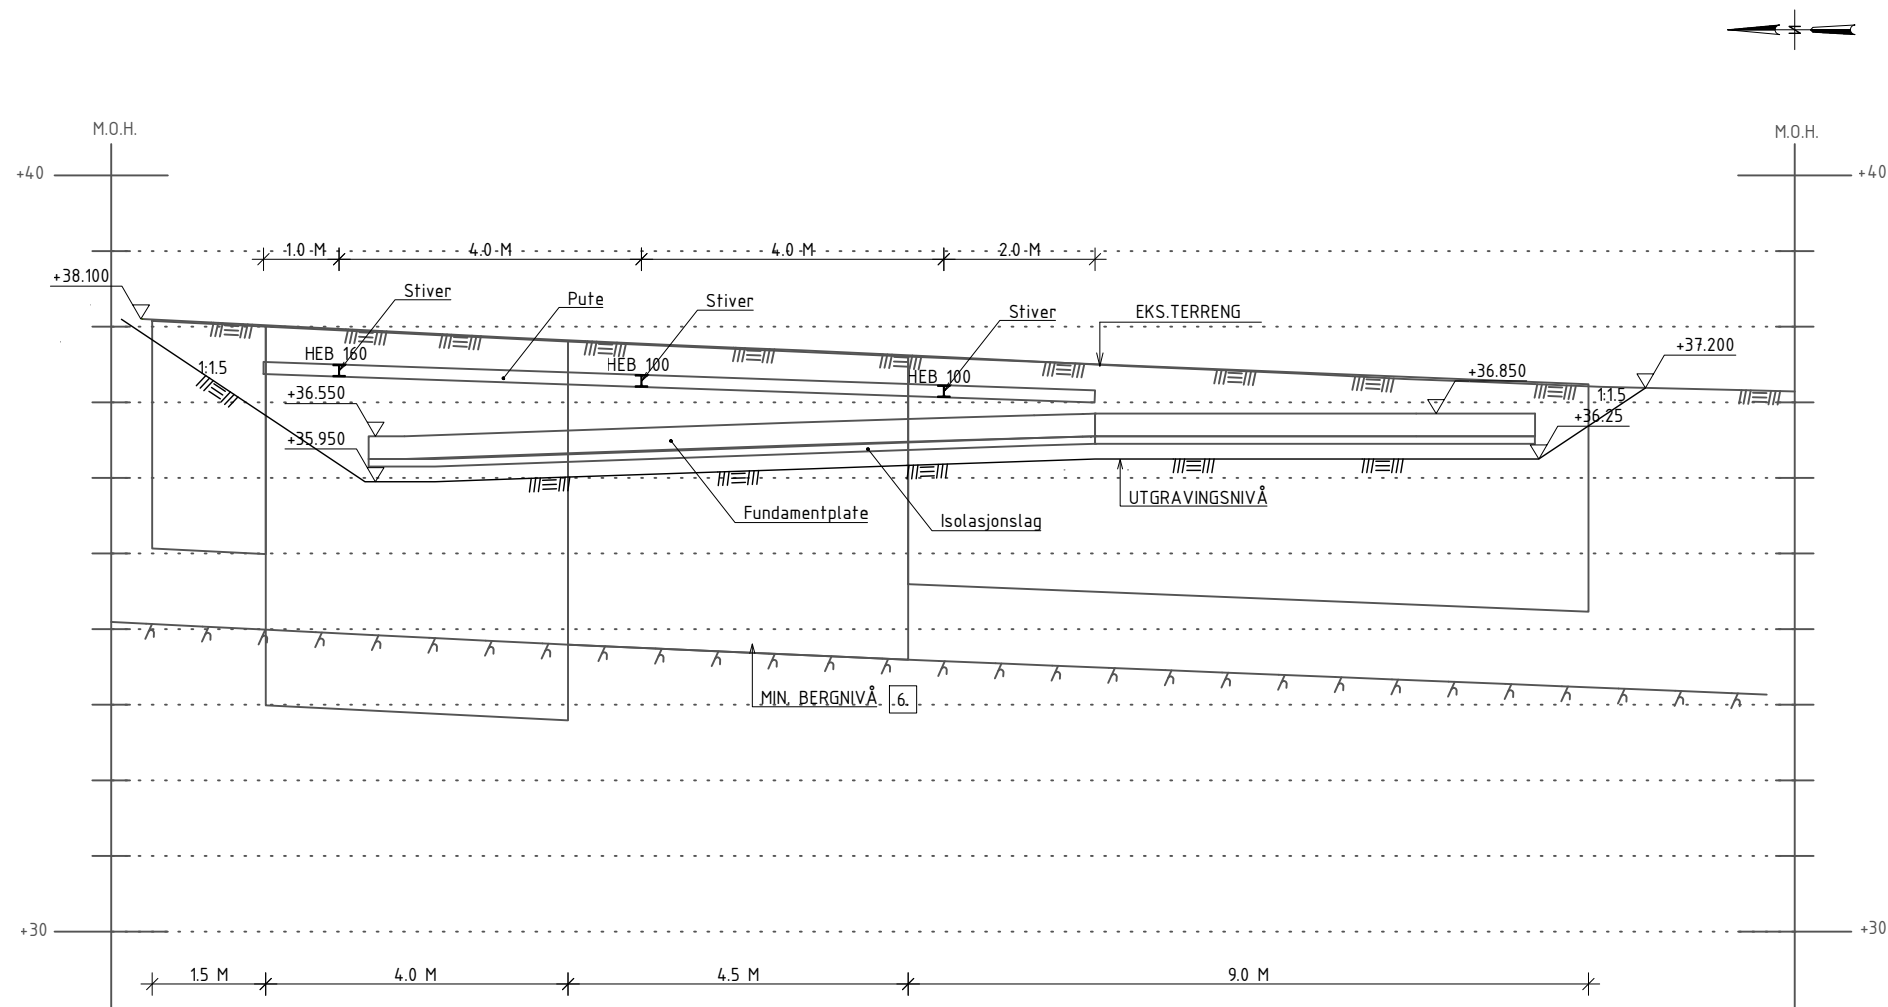 N
M.O.H.
M.O.H.
+40
+40
1.0 M
4.0 M
4.0 M
2.0 M
+38.100
Stiver
Pute
Stiver
Stiver
EKS.TERRENG
+37.200
HEB 160
HEB 100
HEB 100
1:1.5
+36.850
+36.550
1:1.5
+36.25
+35.950
UTGRAVINGSNIVÅ
Fundamentplate
Isolasjonslag
MIN. BERGNIVÅ 6.
+30
+30
1.5 M
4.0 M
4.5 M
9.0 M